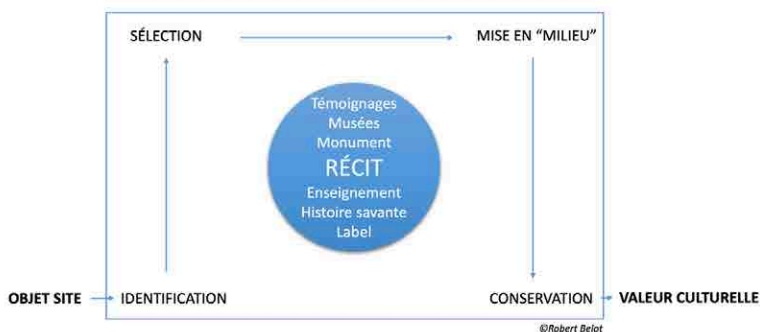 SÉLECTION
MISE EN “MILIEU”
Témoignages
Musées
Monument
RÉCIT
Enseignement
Histoire savante
Label
OBJET SITE
IDENTIFICATION
CONSERVATION
VALEUR CULTURELLE
©Robert Belot